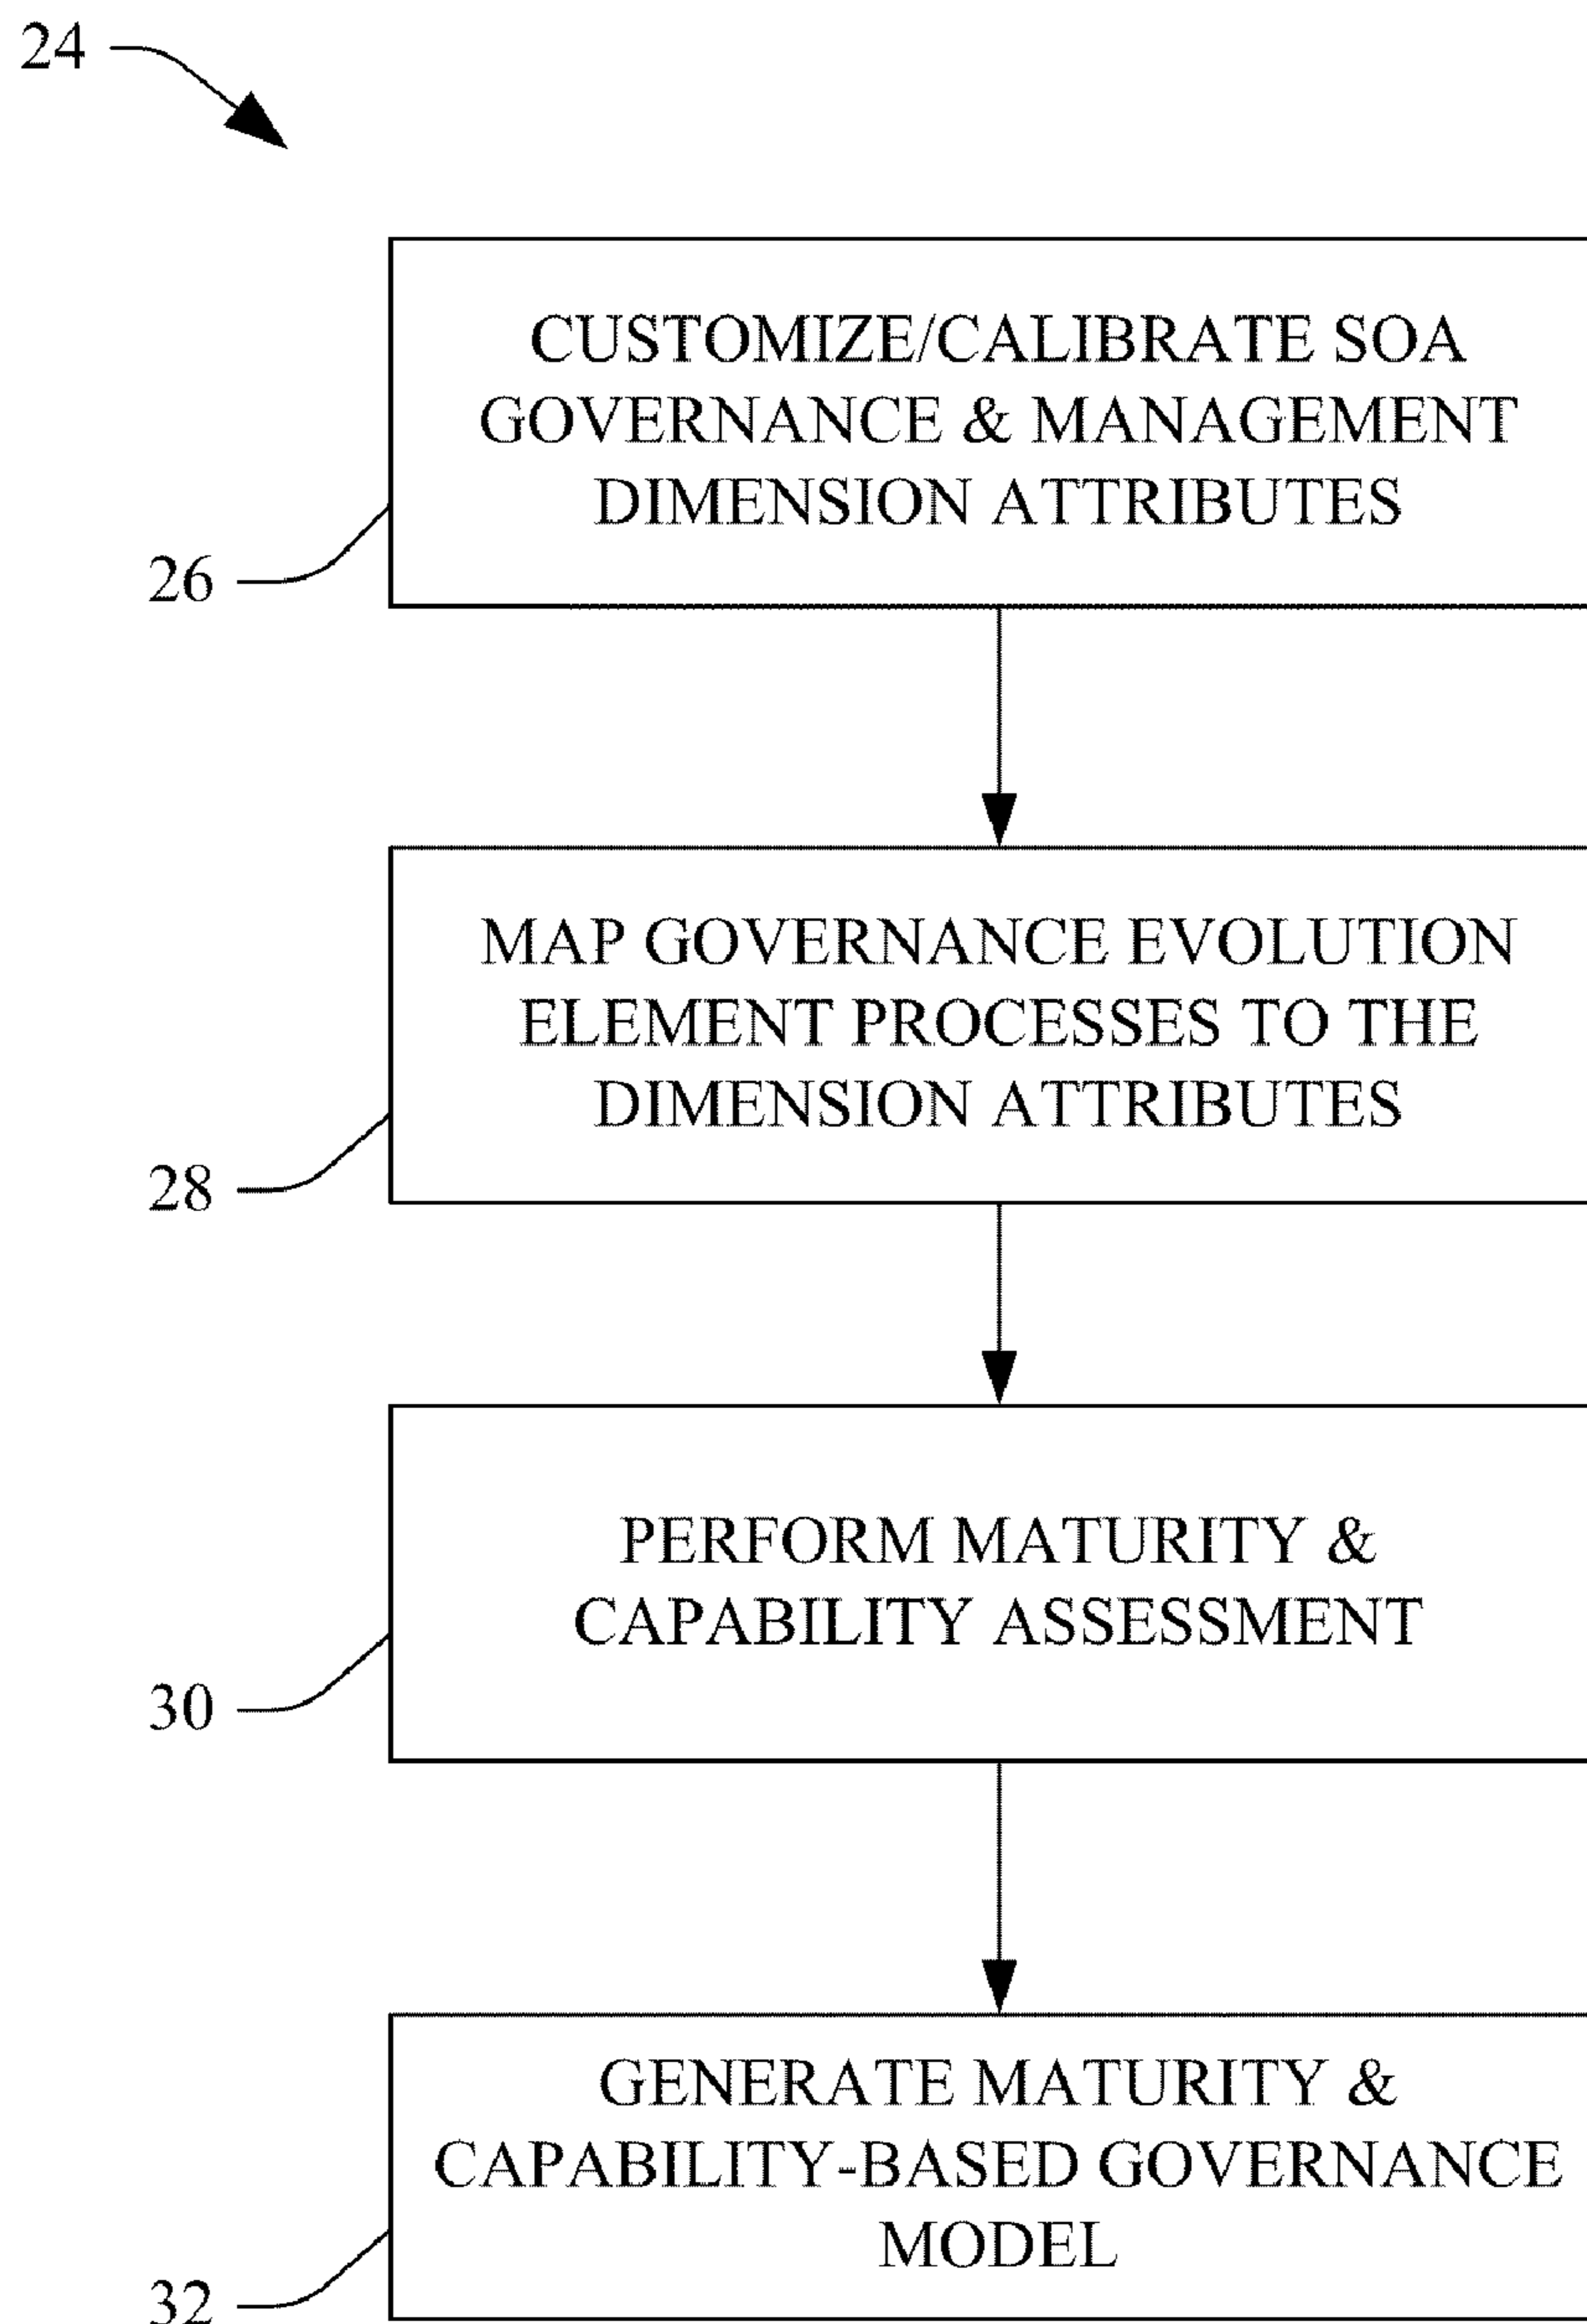 24
CUSTOMIZE/CALIBRATE SOA
GOVERNANCE & MANAGEMENT
DIMENSION ATTRIBUTES
26
MAP GOVERNANCE EVOLUTION
ELEMENT PROCESSES TO THE
DIMENSION ATTRIBUTES
28
PERFORM MATURITY &
CAPABILITY ASSESSMENT
30
GENERATE MATURITY &
CAPABILITY-BASED GOVERNANCE
MODEL
32